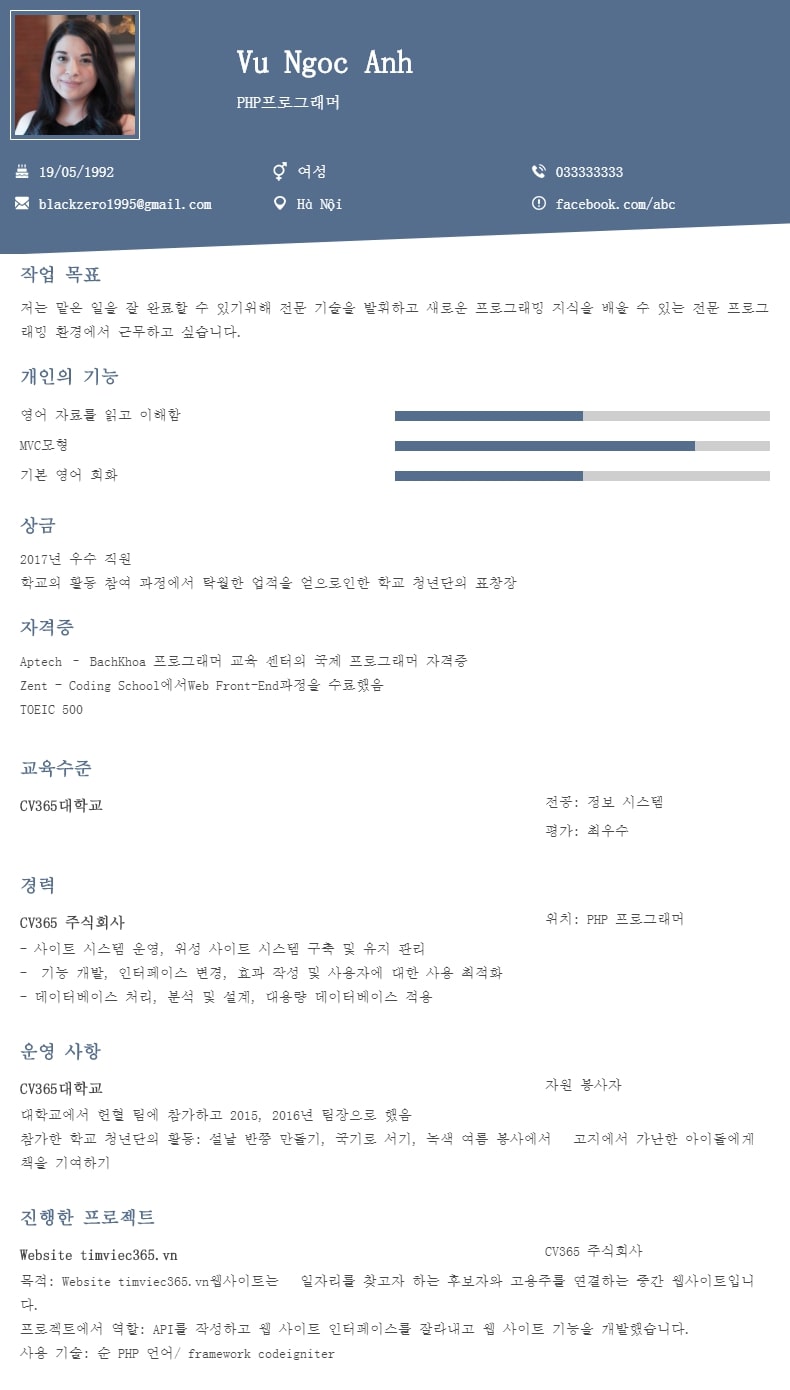 Vu Ngoc Anh
PHP프로그래머
19/05/1992
여성
033333333
blackzero1995@gmail.com
Hà Nội
facebook.com/abc
작업 목표
저는 맡은 일을 잘 완료할 수 있기위해 전문 기술을 발휘하고 새로운 프로그래밍 지식을 배울 수 있는 전문 프로그
래밍 환경에서 근무하고 싶습니다.
개인의 기능
영어 자료를 읽고 이해함
MVC모형
기본 영어 회화
상금
2017년 우수 직원
학교의 활동 참여 과정에서 탁월한 업적을 얻으로인한 학교 청년단의 표창장
자격증
Aptech – BachKhoa 프로그래머 교육 센터의 국제 프로그래머 자격증
Zent – Coding School에서Web Front-End과정을 수료했음
TOEIC 500
교육수준
CV365대학교
전공: 정보 시스템
평가: 최우수
경력
CV365 주식회사
위치: PHP 프로그래머
- 사이트 시스템 운영, 위성 사이트 시스템 구축 및 유지 관리
-  기능 개발, 인터페이스 변경, 효과 작성 및 사용자에 대한 사용 최적화
- 데이터베이스 처리, 분석 및 설계, 대용량 데이터베이스 적용
운영 사항
CV365대학교
자원 봉사자
대학교에서 헌혈 팀에 참가하고 2015, 2016년 팀장으로 했음
참가한 학교 청년단의 활동: 설날 반쯩 만들기, 국기로 서기, 녹색 여름 봉사에서   고지에서 가난한 아이들에게
책을 기여하기
진행한 프로젝트
Website timviec365.vn
CV365 주식회사
목적: Website timviec365.vn웹사이트는   일자리를 찾고자 하는 후보자와 고용주를 연결하는 중간 웹사이트입니
다.
프로젝트에서 역할: API를 작성하고 웹 사이트 인터페이스를 잘라내고 웹 사이트 기능을 개발했습니다.
사용 기술: 순 PHP 언어/ framework codeigniter